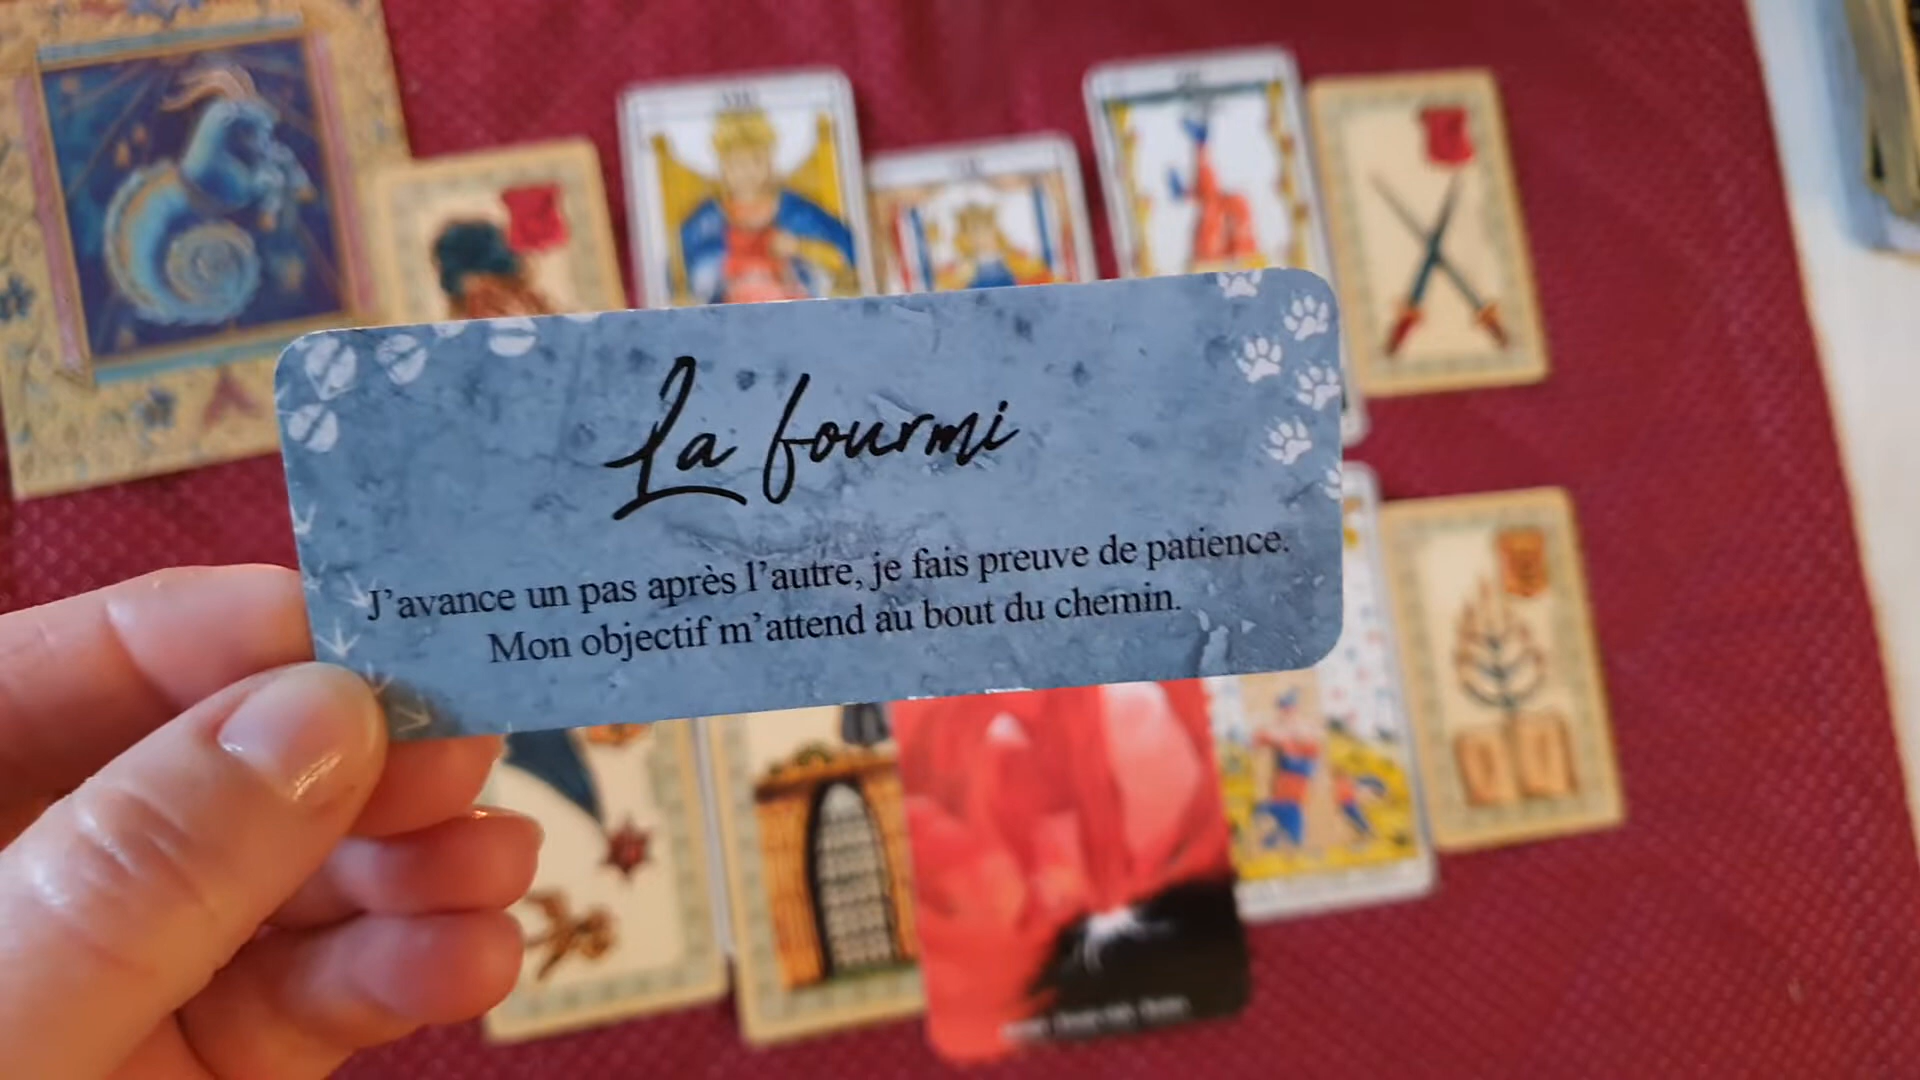 La fourmi
J'avance un pas après l'autre, je fais preuve de patience.
Mon objectif m'attend au bout du chemin.